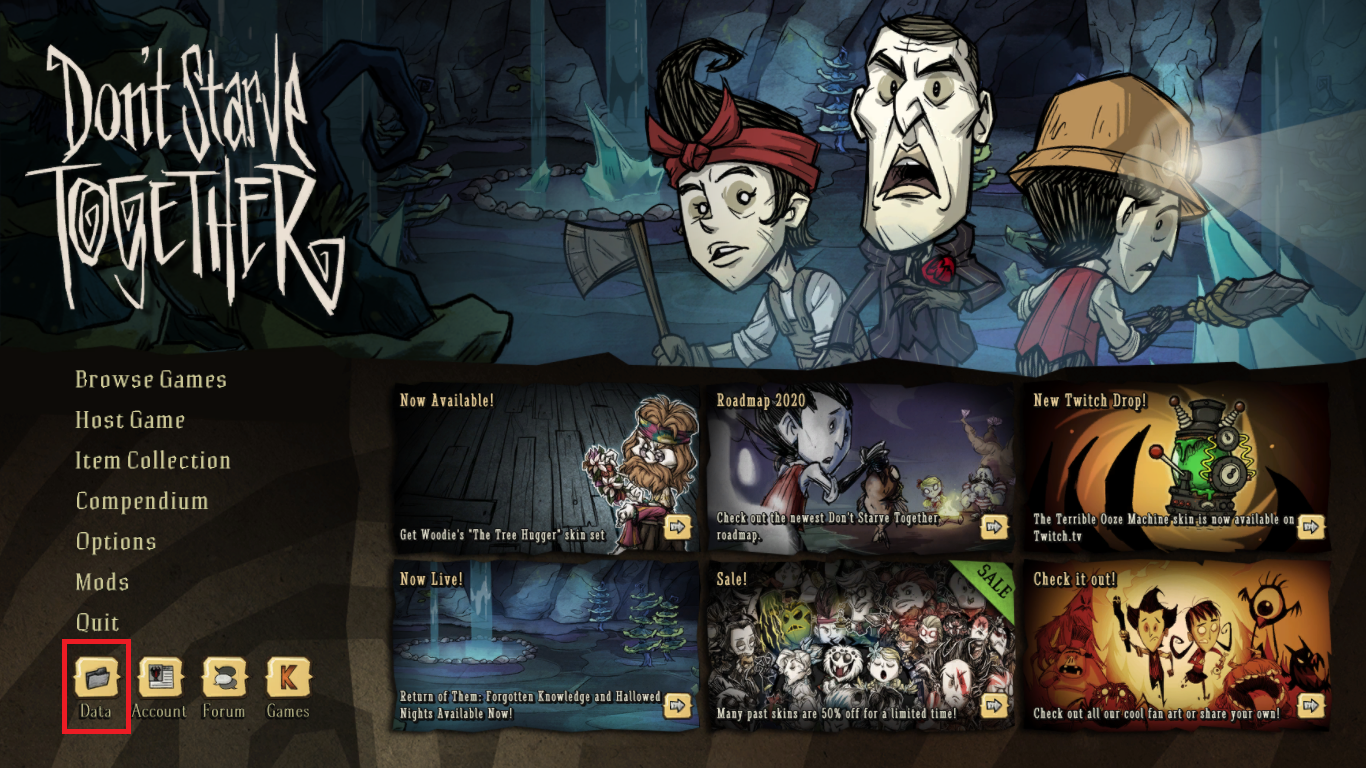 Don't Starve
TOGETHER
Browse Games
Host Game
Item Collection
Compendium
Options
Mods
Quit
Data
Account
Forum
K
Games
Now Available!
Get Woodie's "The Tree Hugger" skin set
Roadmap 2020
Check out the newest Don't Starve Together
roadmap.
New Twitch Drop!
The Terrible Ooze Machine skin is now available on
Twitch.tv
Now Live!
Return of Them: Forgotten Knowledge and Hallowed
Nights Available Now!
Sale!
SALE
Many past skins are 50% off for a limited time!
Check it out!
Check out all our cool fan art or share your own!